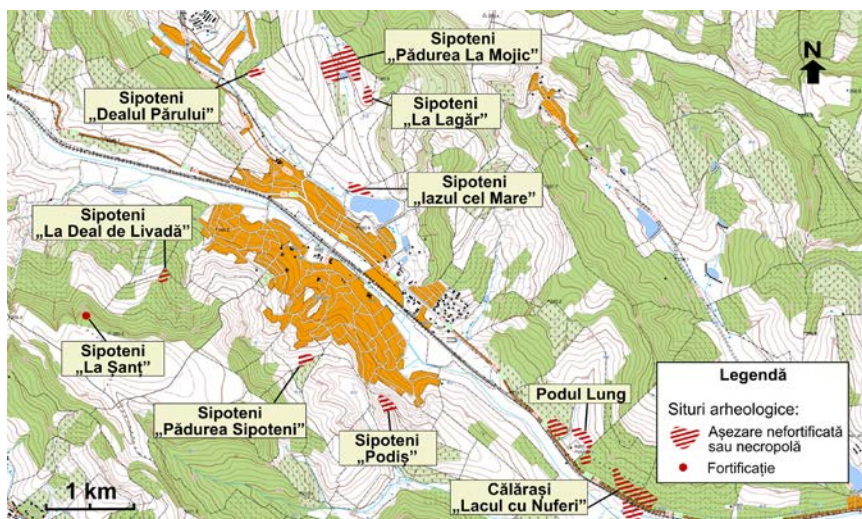 Sipoteni
„Pădurea La Mojic”
N
Sipoteni
„Dealul Părului”
Sipoteni
„La Lagăr”
Sipoteni
„Iazul cel Mare”
Sipoteni
„La Deal de Livadă”
Sipoteni
„La Șanț”
Sipoteni
„Pădurea Sipoteni”
Sipoteni
„Podiș”
Podul Lung
Călărași
„Lacul cu Nuferi”
1 km
Legendă
Situri arheologice:
Așezare nefortificată
sau necropolă
Fortificație